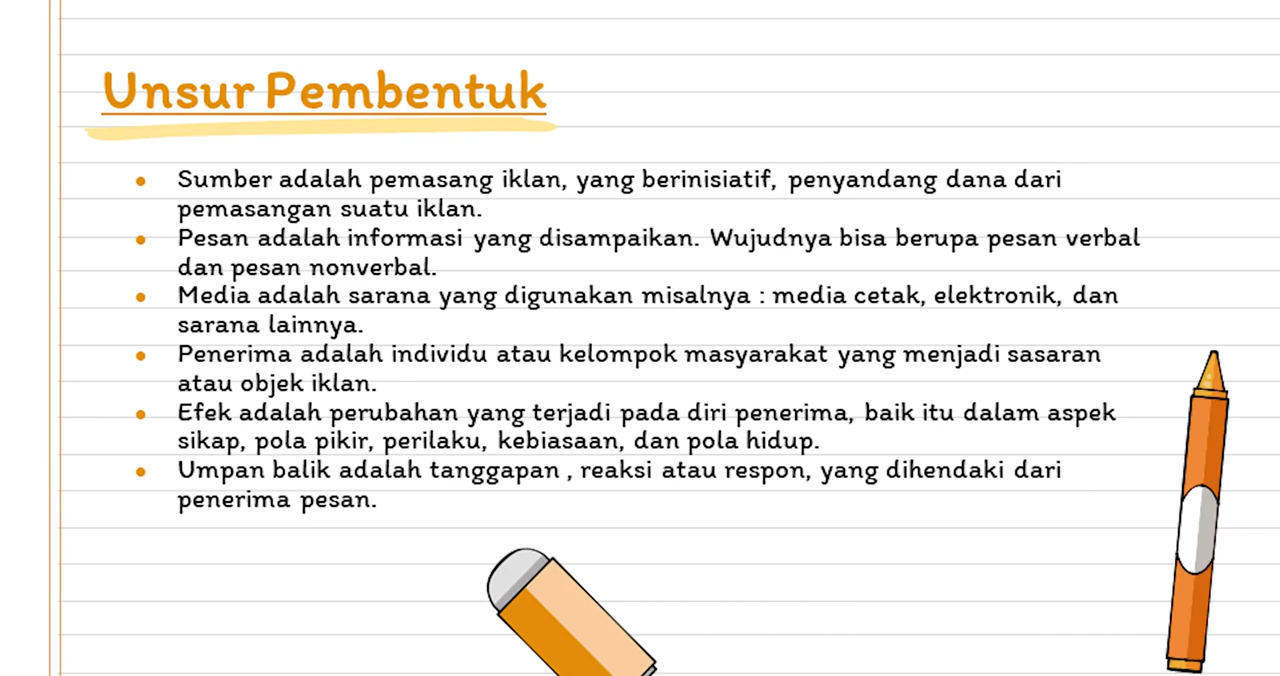 Unsur Pembentuk
• Sumber adalah pemasang iklan, yang berinisiatif, penyandang dana dari
pemasangan suatu iklan.
• Pesan adalah informasi yang disampaikan. Wujudnya bisa berupa pesan verbal
dan pesan nonverbal.
• Media adalah sarana yang digunakan misalnya : media cetak, elektronik, dan
sarana lainnya.
• Penerima adalah individu atau kelompok masyarakat yang menjadi sasaran
atau objek iklan.
• Efek adalah perubahan yang terjadi pada diri penerima, baik itu dalam aspek
sikap, pola pikir, perilaku, kebiasaan, dan pola hidup.
• Umpan balik adalah tanggapan , reaksi atau respon, yang dihendaki dari
penerima pesan.